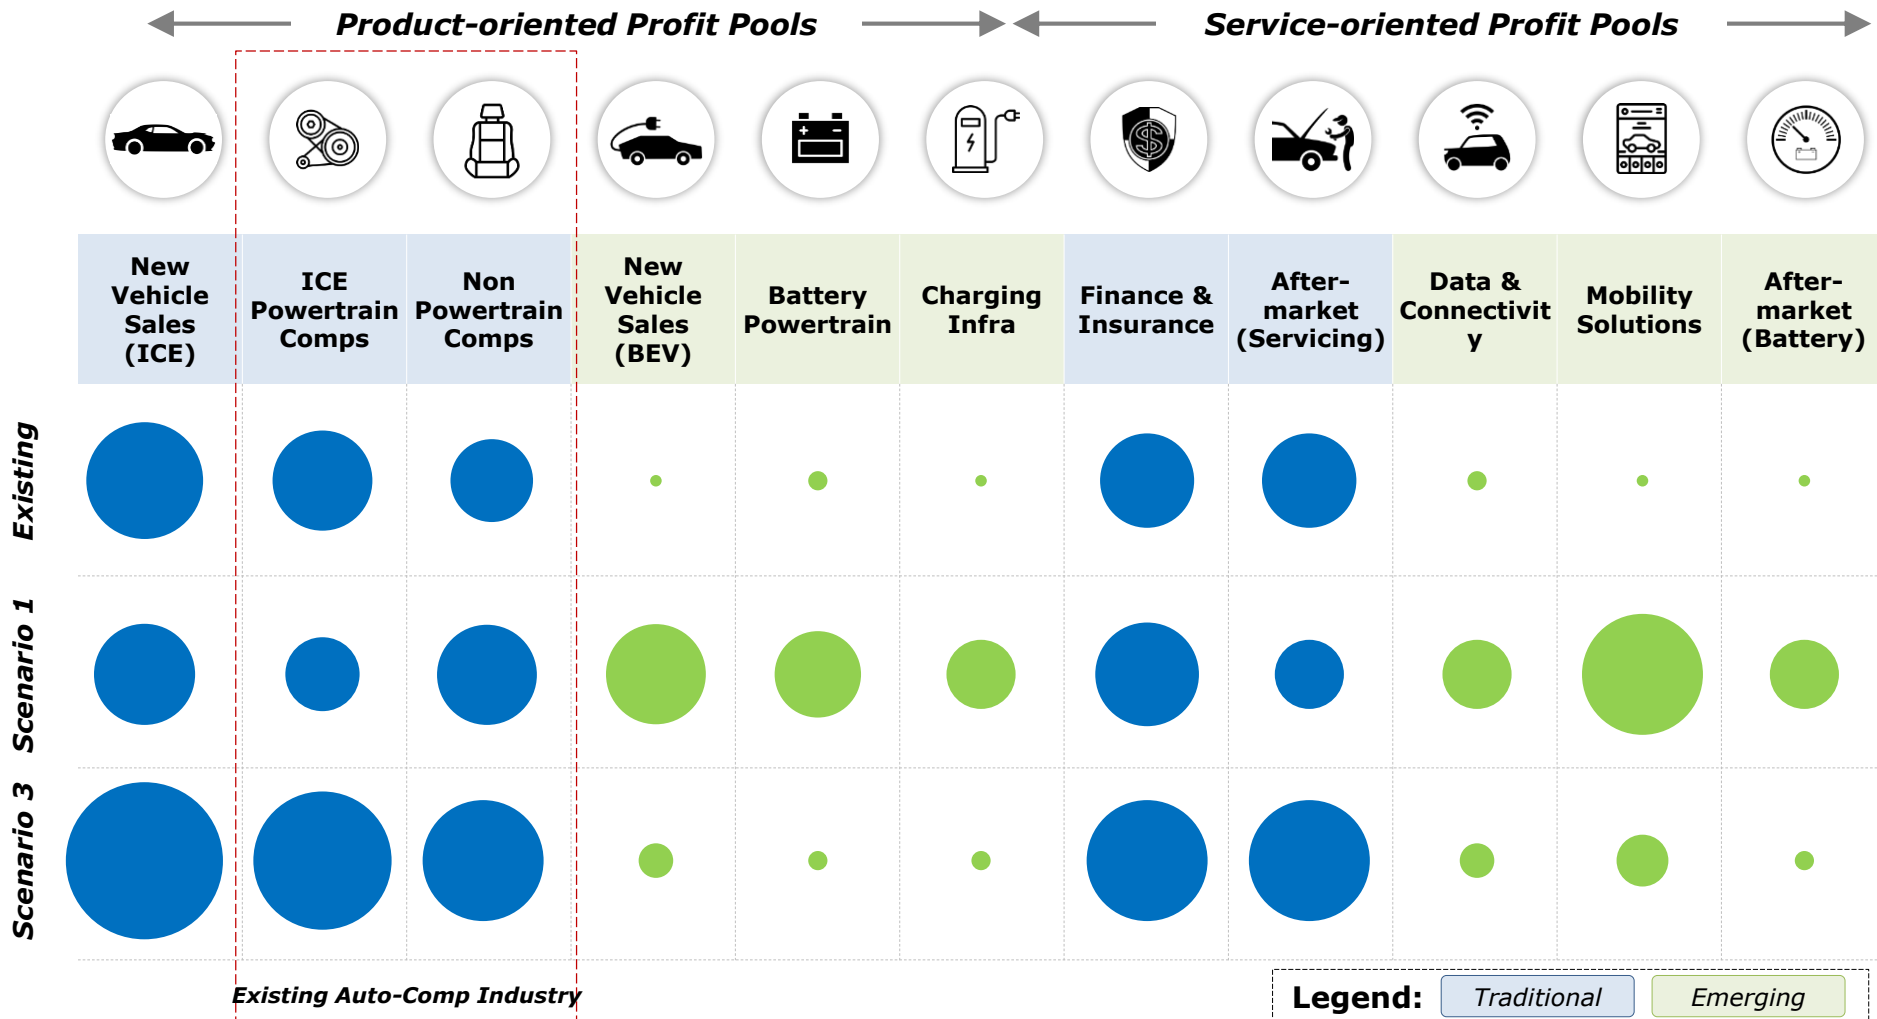 Product-oriented Profit Pools
Service-oriented Profit Pools
New
Vehicle
Sales
(ICE)
ICE
Powertrain
Comps
Non
Powertrain
Comps
New
Vehicle
Sales
(BEV)
Battery
Powertrain
Charging
Infra
Finance &
Insurance
After-
market
(Servicing)
Data &
Connectivit
y
Mobility
Solutions
After-
market
(Battery)
Existing
Scenario 1
Scenario 3
Existing Auto-Comp Industry
Legend:
Traditional
Emerging